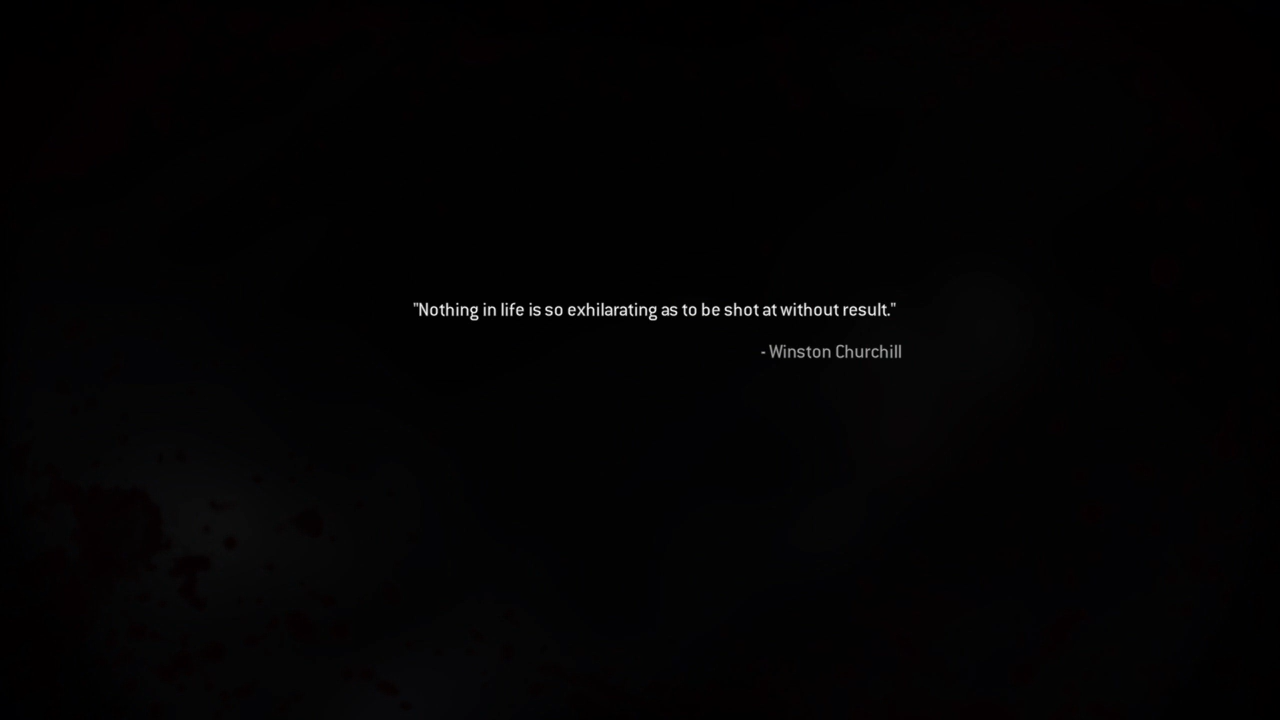 "Nothing in life is so exhilarating as to be shot at without result."
- Winston Churchill